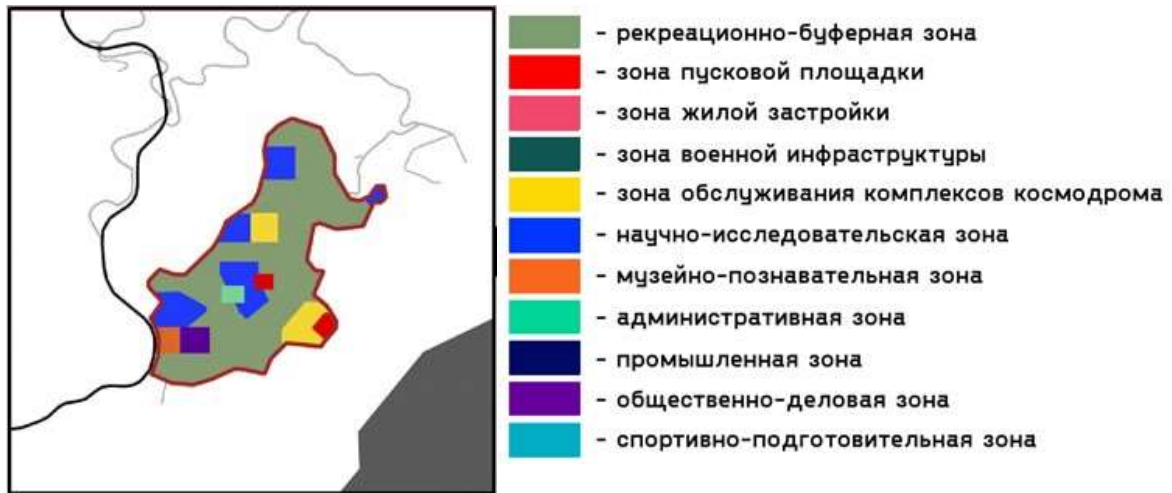 - рекреационно-буферная зона
- зона пусковой площадки
- зона жилой застройки
- зона военной инфраструктуры
- зона обслуживания комплексов космодрома
- научно-исследовательская зона
- музейно-познавательная зона
- административная зона
- промышленная зона
- общественно-деловая зона
- спортивно-подготовительная зона